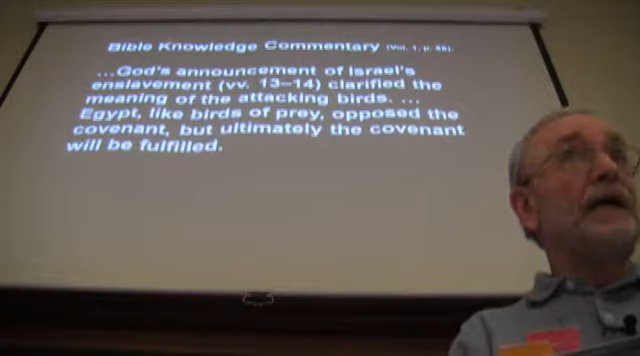 Bible Knowledge Commentary (Vol. 1, p. 56).
…God's announcement of Israel's
enslavement (vv. 13–14) clarified the
meaning of the attacking birds. …
Egypt, like birds of prey, opposed the
covenant, but ultimately the covenant
will be fulfilled.